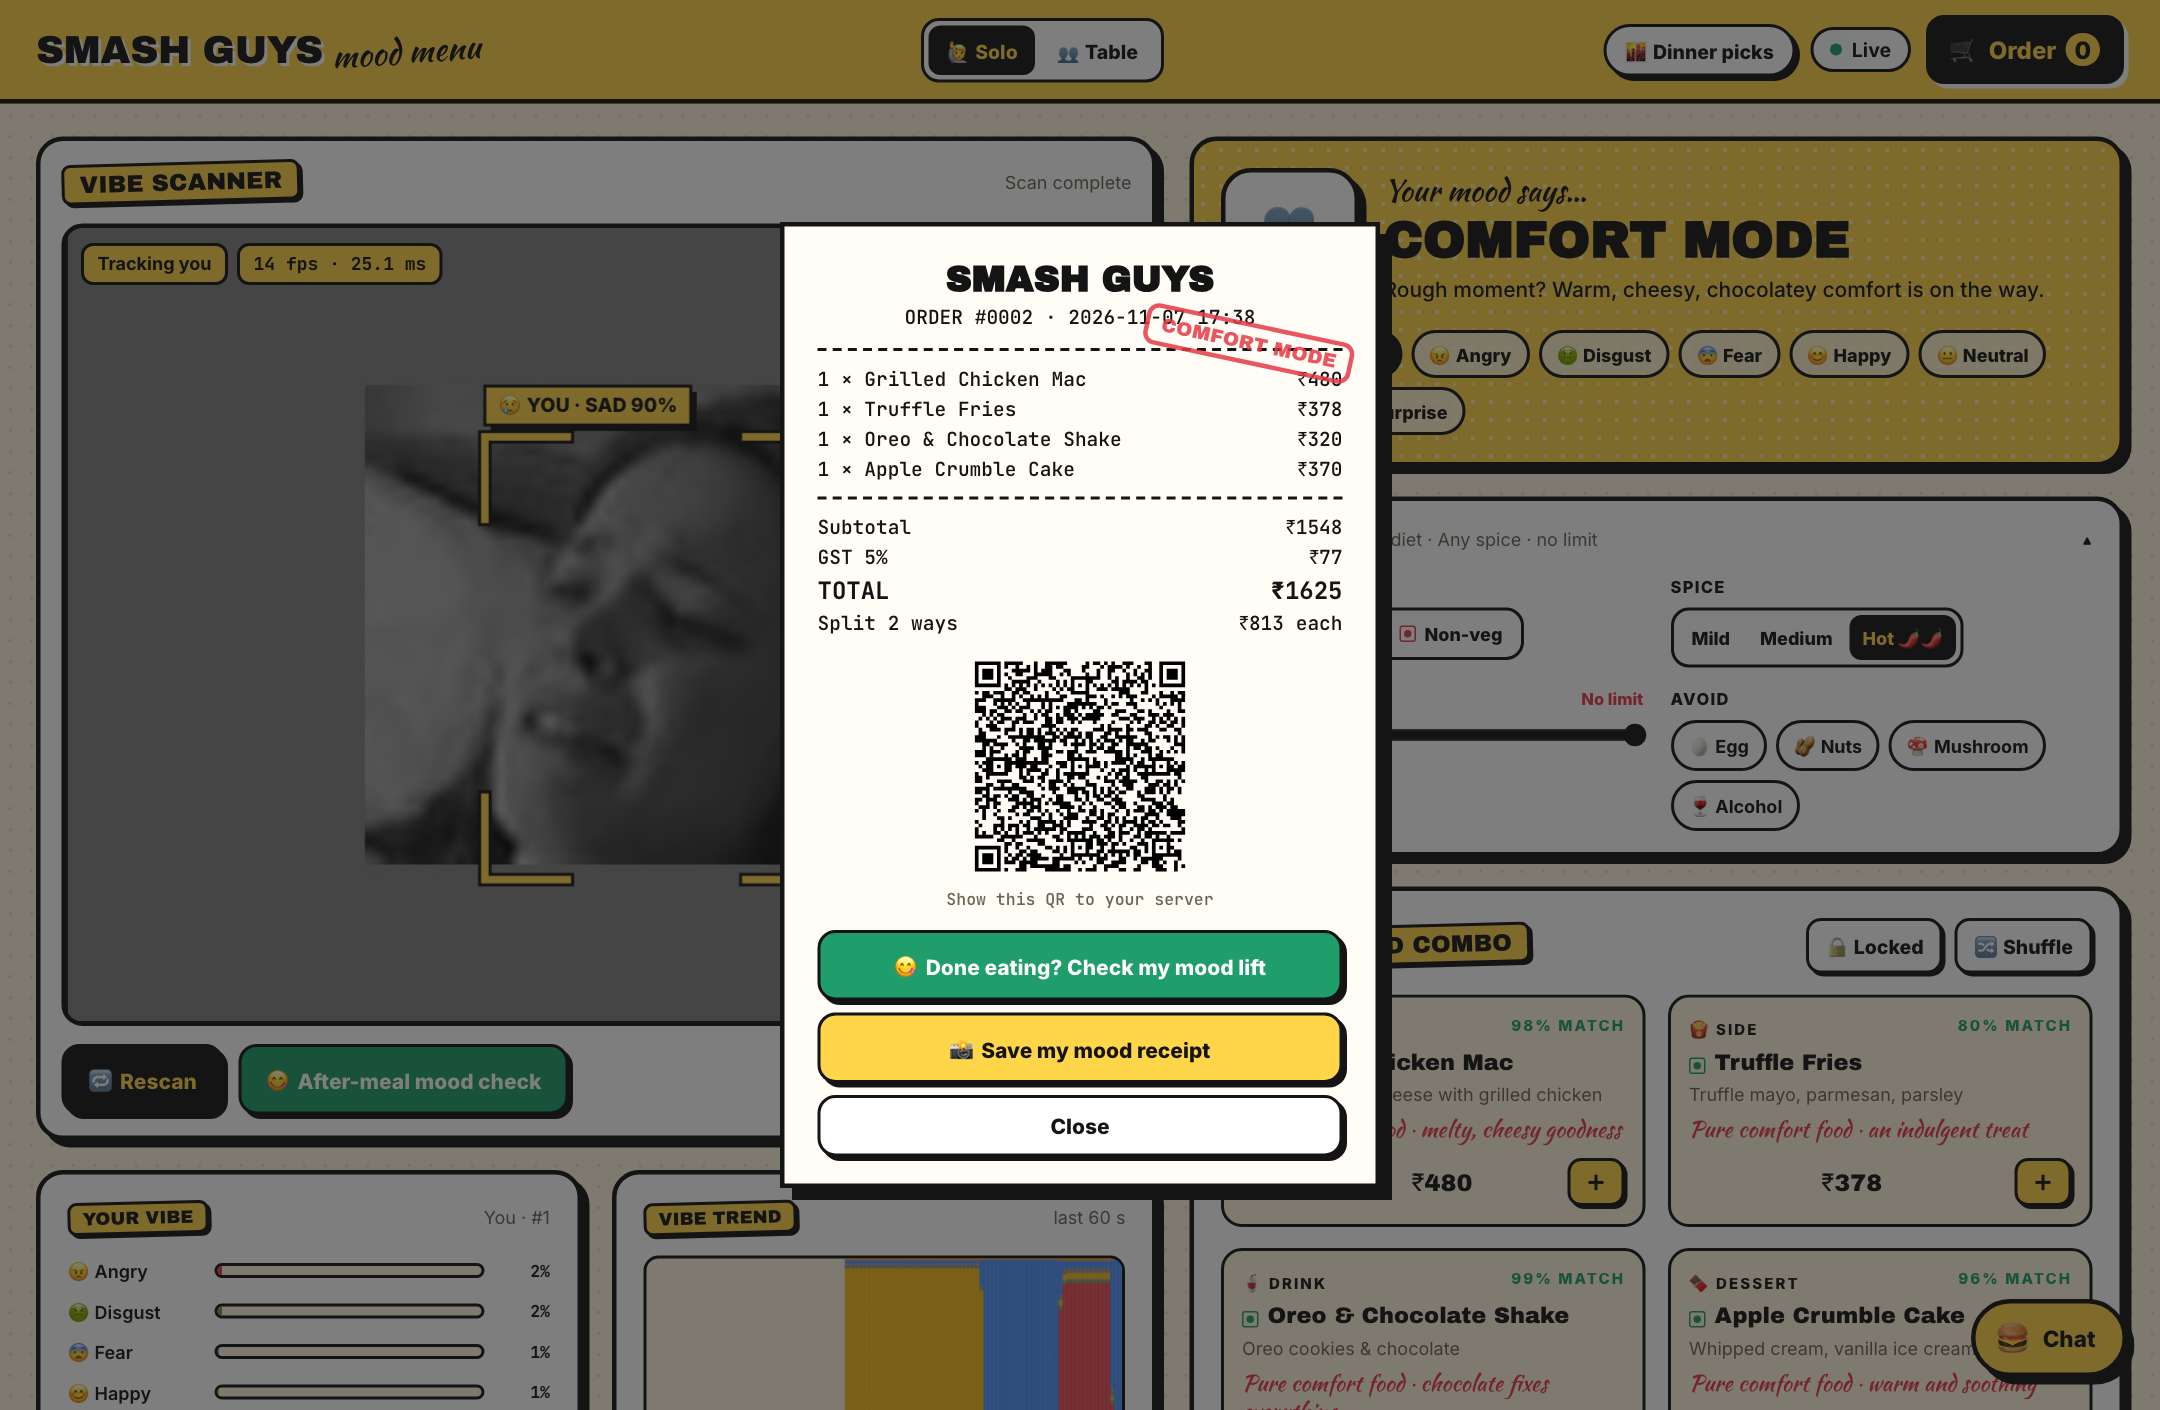 SMASH GUYS mood menu
Solo
Table
Dinner picks
Live
Order 0
VIBE SCANNER
Scan complete
Tracking you
14 fps · 25.1 ms
YOU · SAD 90%
Rescan
After-meal mood check
YOUR VIBE
You · #1
Angry 2%
Disgust 2%
Fear 1%
Happy 1%
VIBE TREND
last 60 s
SMASH GUYS
ORDER #0002 · 2026-11-07 17:38
COMFORT MODE
1 × Grilled Chicken Mac ₹480
1 × Truffle Fries ₹378
1 × Oreo & Chocolate Shake ₹320
1 × Apple Crumble Cake ₹370
Subtotal ₹1548
GST 5% ₹77
TOTAL ₹1625
Split 2 ways ₹813 each
Show this QR to your server
Done eating? Check my mood lift
Save my mood receipt
Close
Your mood says...
COMFORT MODE
Rough moment? Warm, cheesy, chocolatey comfort is on the way.
Angry
Disgust
Fear
Happy
Neutral
rprise
diet · Any spice · no limit
Non-veg
SPICE
Mild
Medium
Hot
No limit
AVOID
Egg
Nuts
Mushroom
Alcohol
COMBO
Locked
Shuffle
98% MATCH
icken Mac
eese with grilled chicken
od · melty, cheesy goodness
₹480
+
SIDE
80% MATCH
Truffle Fries
Truffle mayo, parmesan, parsley
Pure comfort food · an indulgent treat
₹378
+
DRINK
99% MATCH
Oreo & Chocolate Shake
Oreo cookies & chocolate
Pure comfort food · chocolate fixes
DESSERT
96% MATCH
Apple Crumble Cake
Whipped cream, vanilla ice cream
Pure comfort food · warm and soothing
Chat